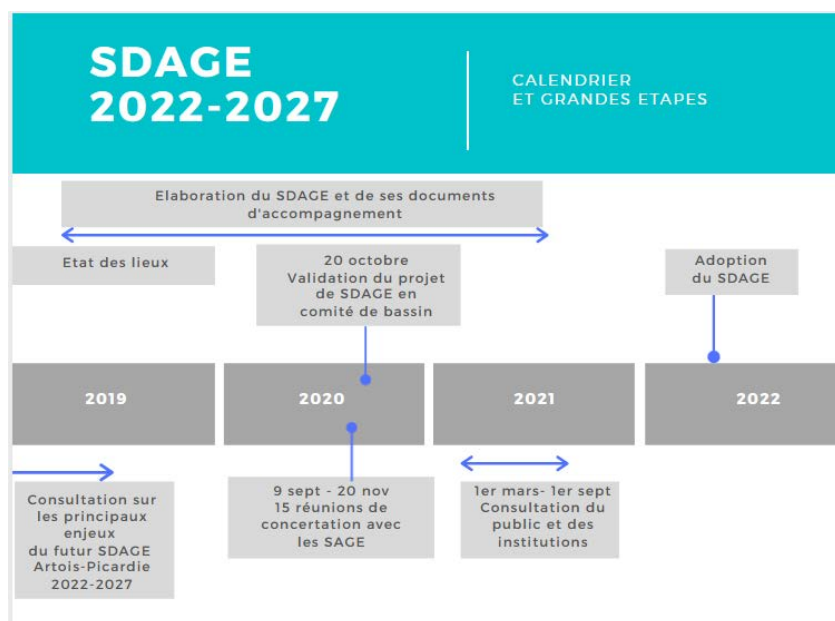 SDAGE
2022-2027
CALENDRIER
ET GRANDES ETAPES
Elaboration du SDAGE et de ses documents
d'accompagnement
Etat des lieux
20 octobre
Validation du projet
de SDAGE en
comité de bassin
Adoption
du SDAGE
2019
2020
2021
2022
Consultation sur
les principaux
enjeux
du futur SDAGE
Artois-Picardie
2022-2027
9 sept - 20 nov
15 réunions de
concertation avec
les SAGE
1er mars- 1er sept
Consultation du
public et des
institutions